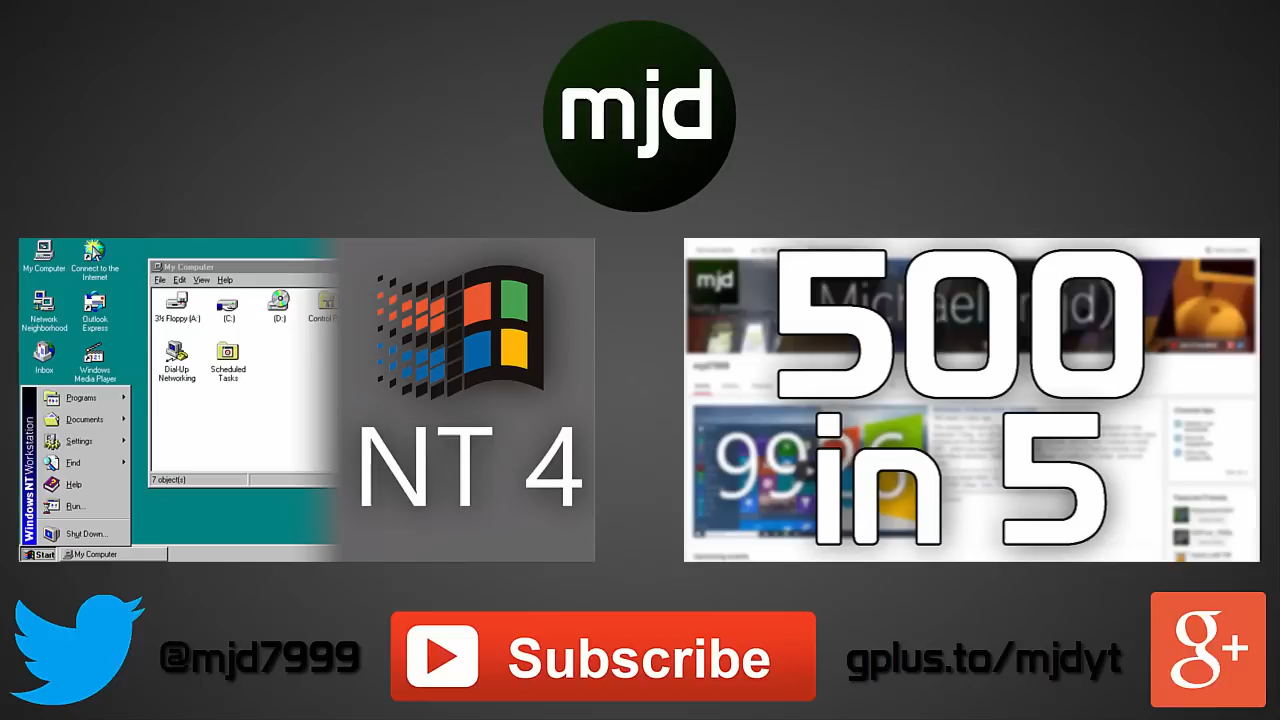 mjd
My Computer
Connect to the
Internet
Network
Neighborhood
Outlook
Express
Inbox
Windows
Media Player
Windows NT Workstation
Programs
Documents
Settings
Find
Help
Run...
Shut Down...
Start
My Computer
My Computer
File Edit View Help
3½ Floppy (A:)
(C:)
(D:)
Dial-Up
Networking
Scheduled
Tasks
7 object(s)
NT 4
mjd
500
in 5
@mjd7999
Subscribe
gplus.to/mjdyt
g+